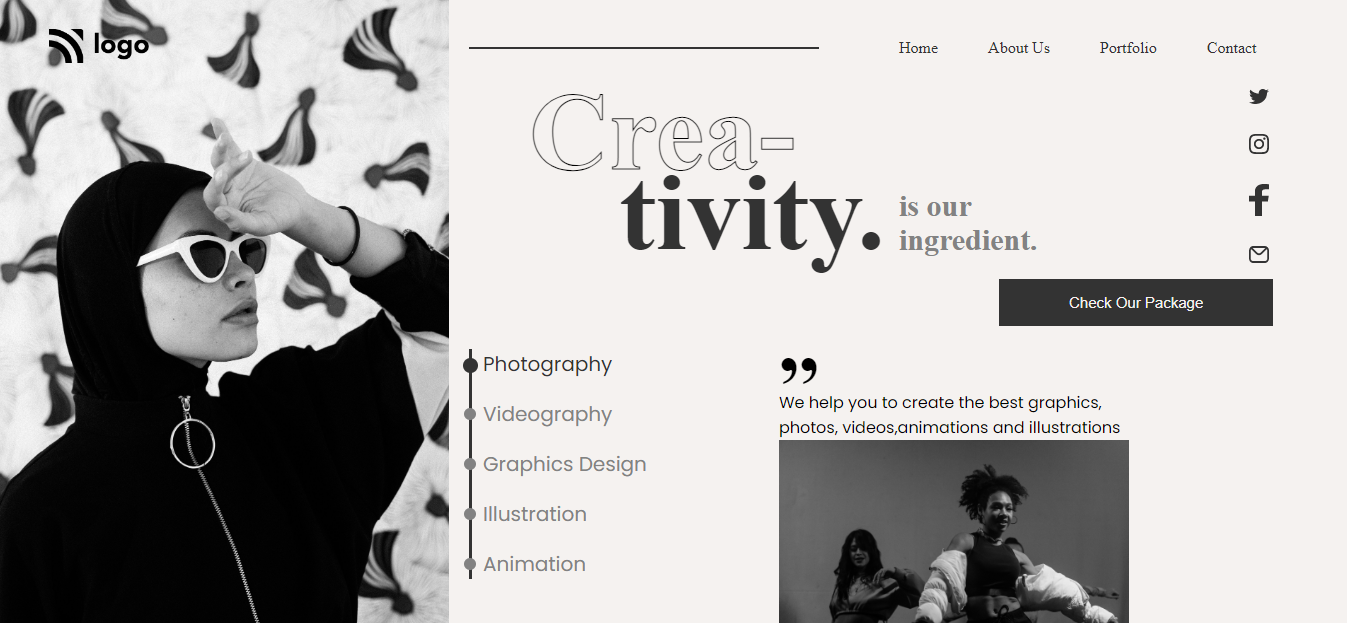 logo
Home About Us Portfolio Contact
Crea-
tivity.
is our
ingredient.
Check Our Package
Photography
Videography
Graphics Design
Illustration
Animation
”
We help you to create the best graphics,
photos, videos,animations and illustrations